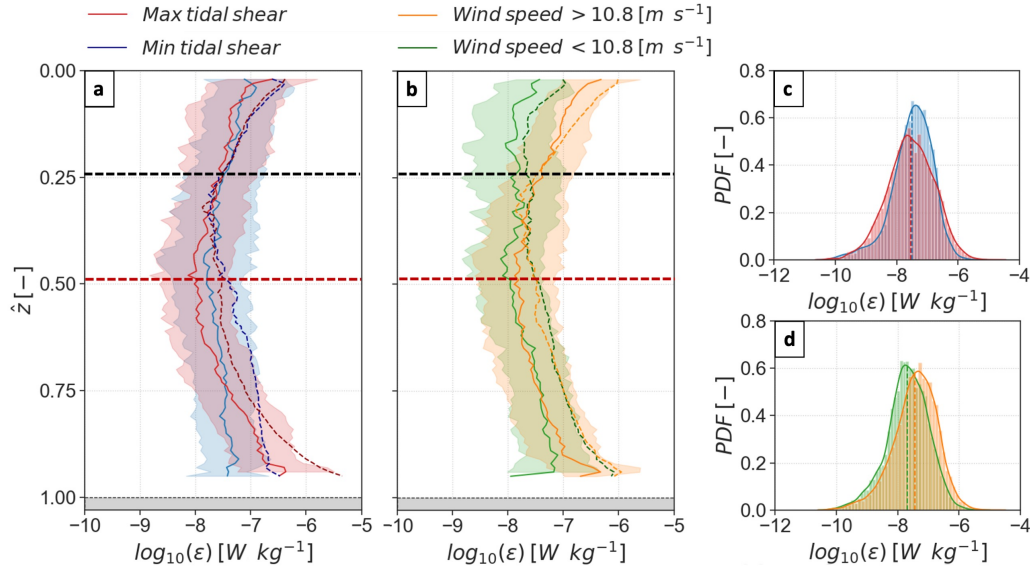 Max tidal shear
Min tidal shear
Wind speed > 10.8 [m s⁻¹]
Wind speed < 10.8 [m s⁻¹]
a
0.00
0.25
0.50
0.75
1.00
ẑ [−]
−10 −9 −8 −7 −6 −5
log₁₀(ε) [W kg⁻¹]
b
−10 −9 −8 −7 −6 −5
log₁₀(ε) [W kg⁻¹]
c
0.8
0.6
0.4
0.2
0.0
PDF [−]
−12 −10 −8 −6 −4
log₁₀(ε) [W kg⁻¹]
d
0.8
0.6
0.4
0.2
0.0
PDF [−]
−12 −10 −8 −6 −4
log₁₀(ε) [W kg⁻¹]